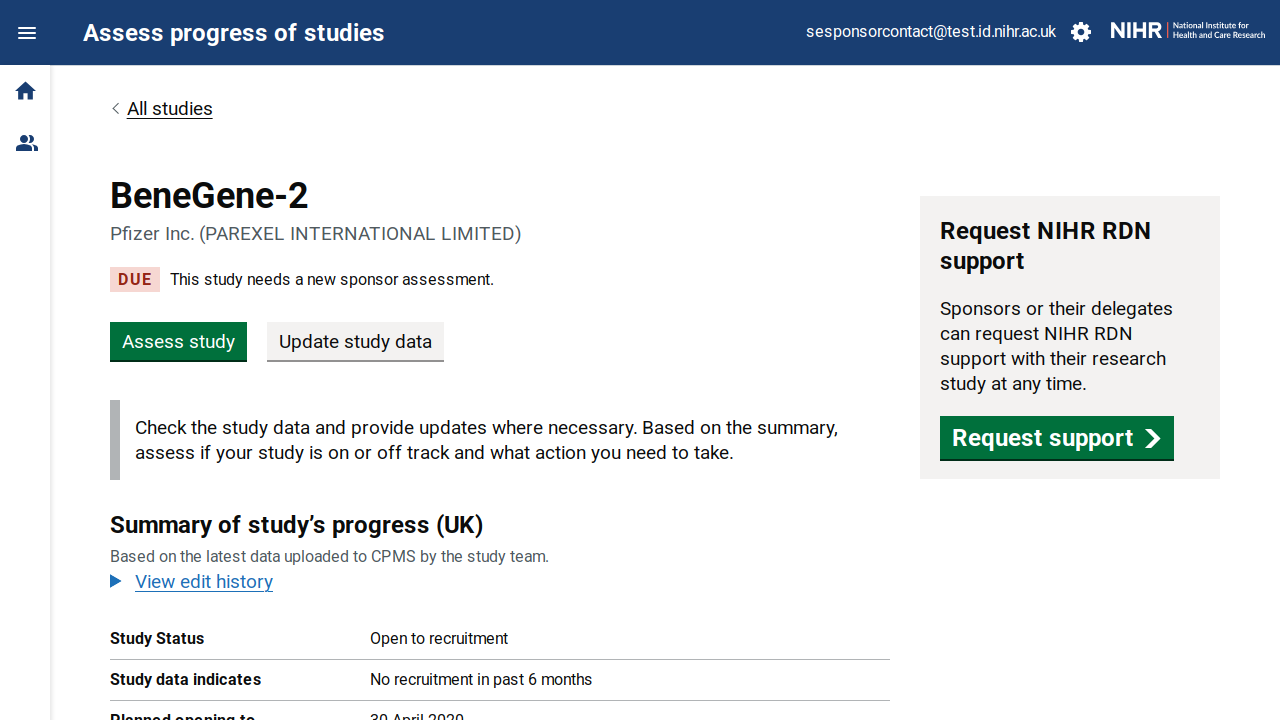 Assess progress of studies
sesponsorcontact@test.id.nihr.ac.uk
NIHR
National Institute for
Health and Care Research
All studies
BeneGene-2
Pfizer Inc. (PAREXEL INTERNATIONAL LIMITED)
DUE This study needs a new sponsor assessment.
Assess study
Update study data
Check the study data and provide updates where necessary. Based on the summary,
assess if your study is on or off track and what action you need to take.
Summary of study’s progress (UK)
Based on the latest data uploaded to CPMS by the study team.
View edit history
Study Status Open to recruitment
Study data indicates No recruitment in past 6 months
Planned opening to 30 April 2020
Request NIHR RDN
support
Sponsors or their delegates
can request NIHR RDN
support with their research
study at any time.
Request support